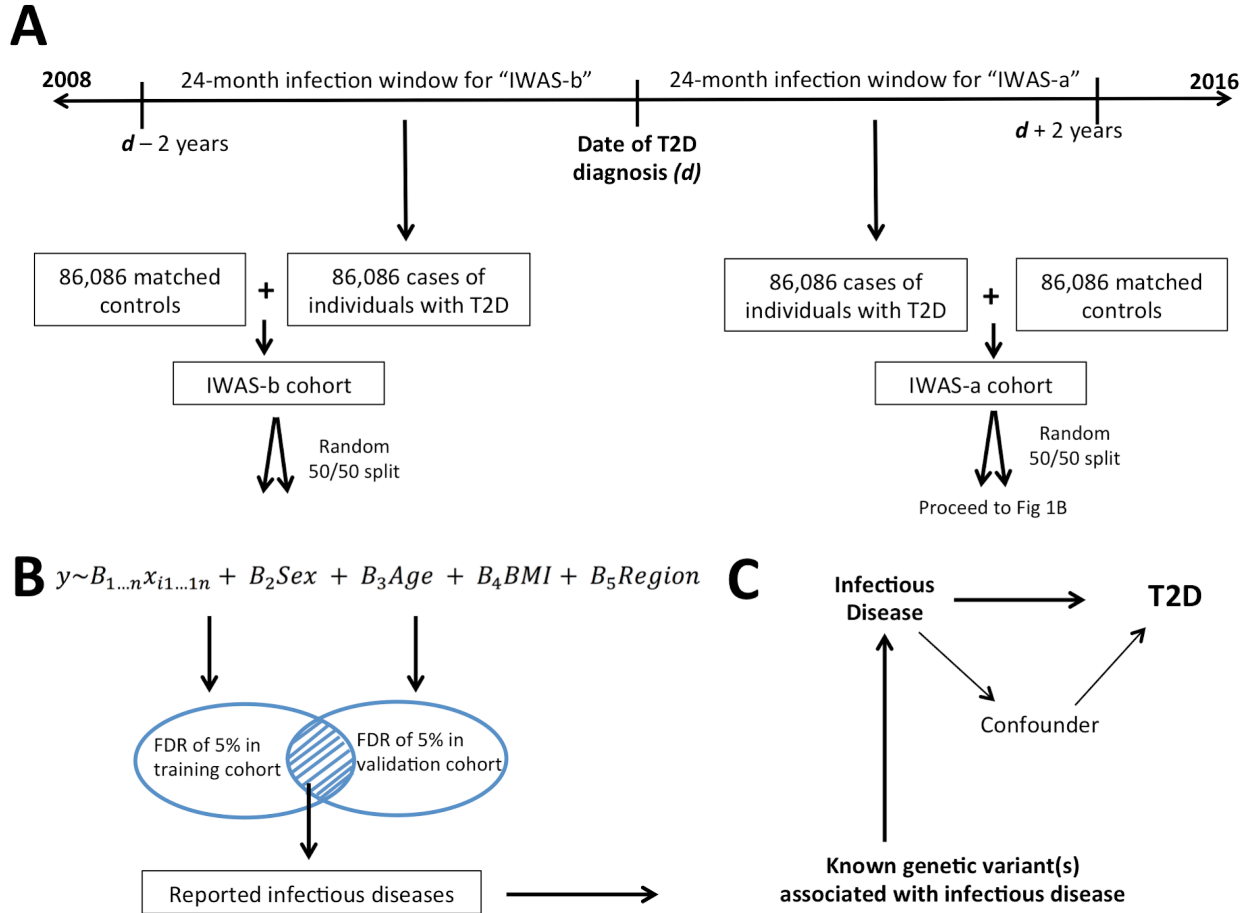 A
2008
24-month infection window for “IWAS-b”
24-month infection window for “IWAS-a”
2016
d – 2 years
Date of T2D
diagnosis (d)
d + 2 years
86,086 matched
controls
+
86,086 cases of
individuals with T2D
86,086 cases of
individuals with T2D
+
86,086 matched
controls
IWAS-b cohort
IWAS-a cohort
Random
50/50 split
Random
50/50 split
Proceed to Fig 1B
B
y~B1…nxi1…1n + B2Sex + B3Age + B4BMI + B5Region
FDR of 5% in
training cohort
FDR of 5% in
validation cohort
Reported infectious diseases
C
Infectious
Disease
T2D
Confounder
Known genetic variant(s)
associated with infectious disease